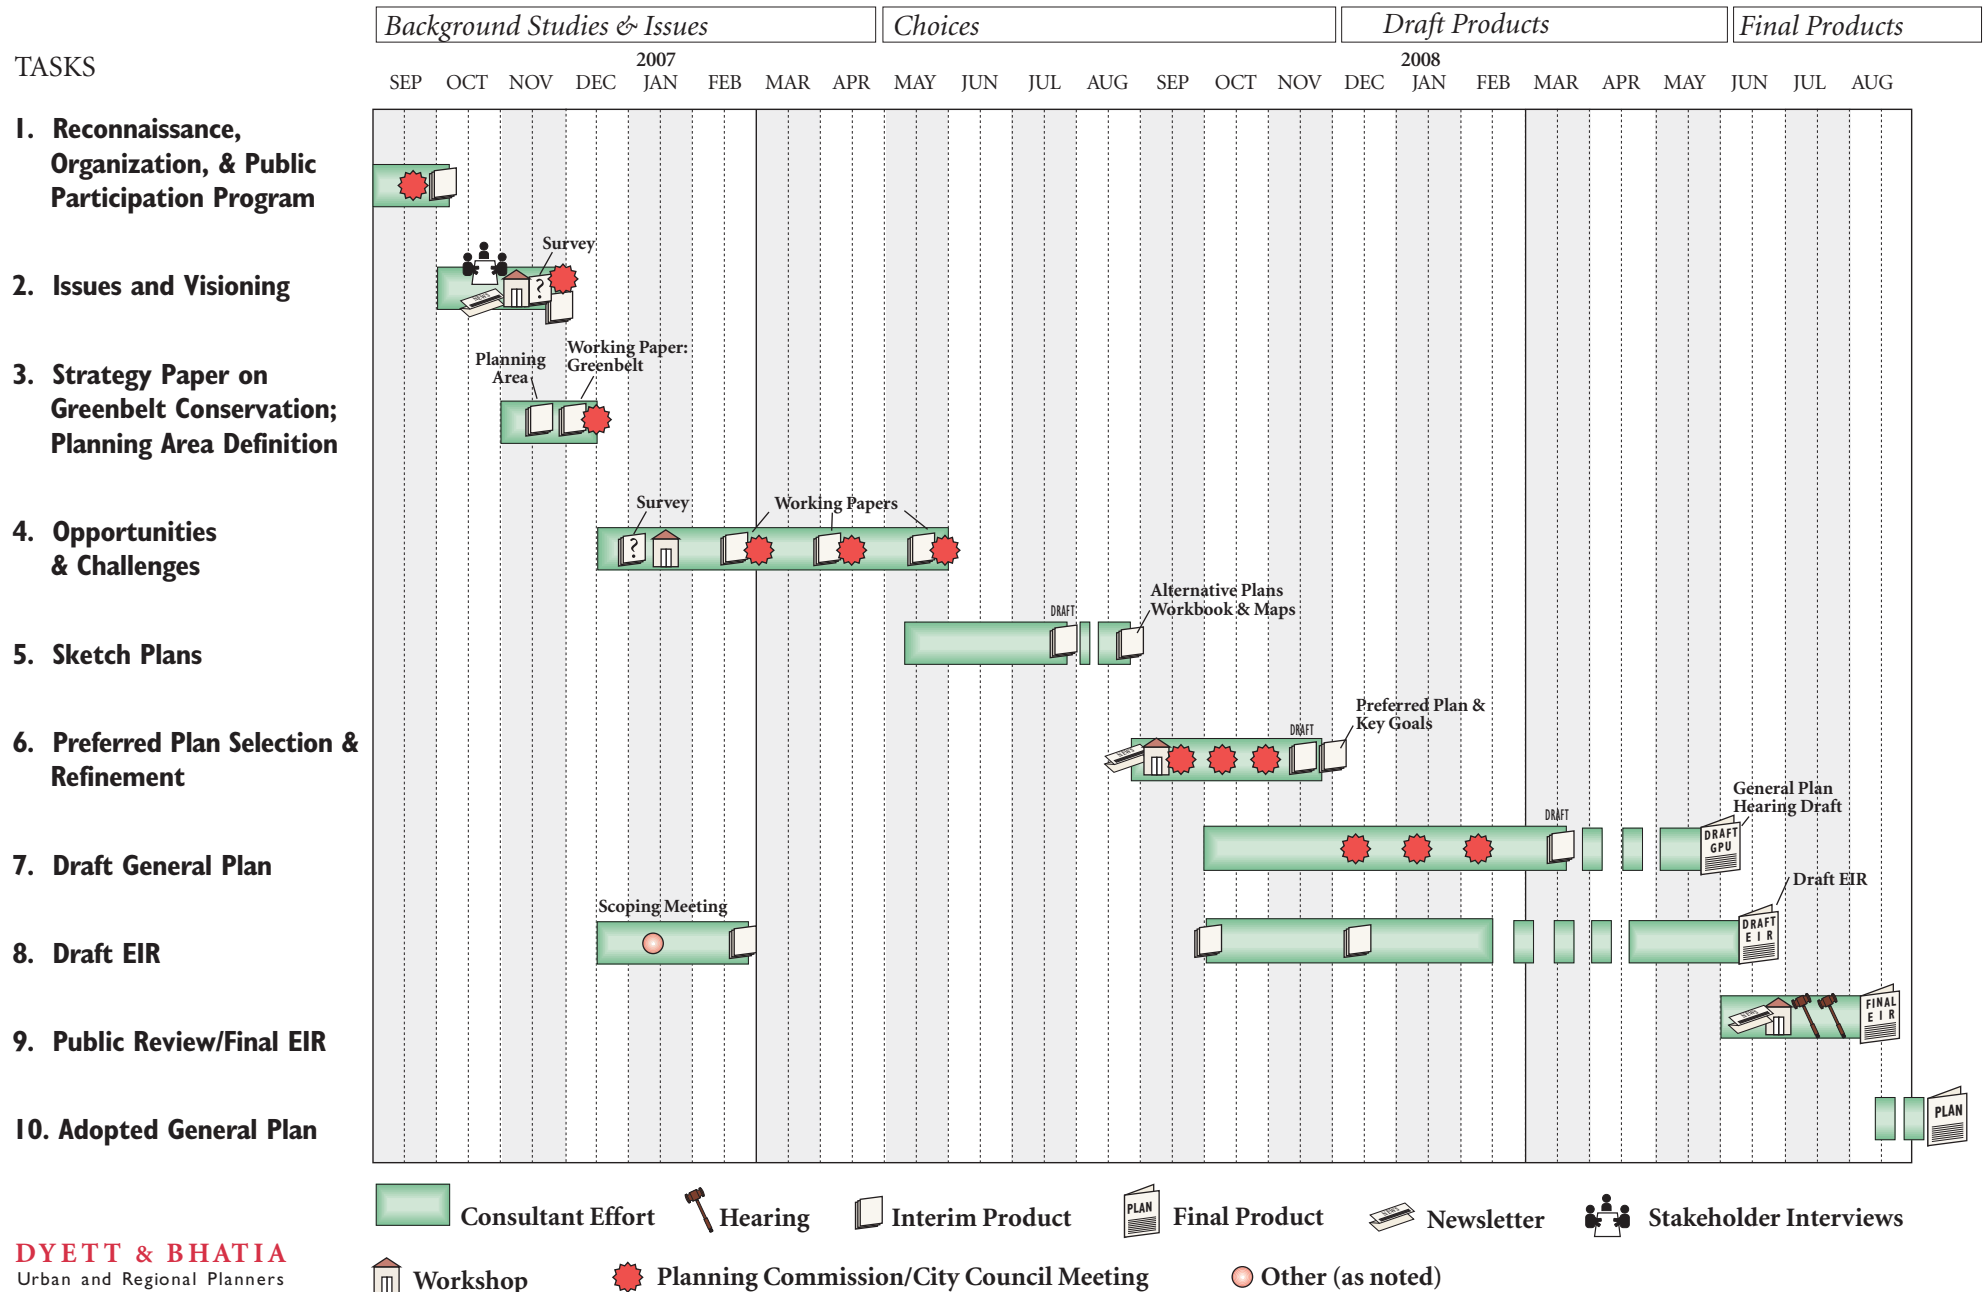 Background Studies & Issues
Choices
Draft Products
Final Products
TASKS
2007
2008
SEP OCT NOV DEC JAN FEB MAR APR MAY JUN JUL AUG SEP OCT NOV DEC JAN FEB MAR APR MAY JUN JUL AUG
1. Reconnaissance,
Organization, & Public
Participation Program
Survey
2. Issues and Visioning
NEWS
?
Planning
Area
Working Paper:
Greenbelt
3. Strategy Paper on
Greenbelt Conservation;
Planning Area Definition
Survey
Working Papers
4. Opportunities
& Challenges
?
DRAFT
Alternative Plans
Workbook & Maps
5. Sketch Plans
DRAFT
Preferred Plan &
Key Goals
6. Preferred Plan Selection &
Refinement
NEWS
DRAFT
General Plan
Hearing Draft
DRAFT
GPU
7. Draft General Plan
Scoping Meeting
Draft EIR
DRAFT
EIR
8. Draft EIR
NEWS
FINAL
EIR
9. Public Review/Final EIR
PLAN
10. Adopted General Plan
Consultant Effort
Hearing
Interim Product
PLAN
Final Product
NEWS
Newsletter
Stakeholder Interviews
DYETT & BHATIA
Urban and Regional Planners
Workshop
Planning Commission/City Council Meeting
Other (as noted)